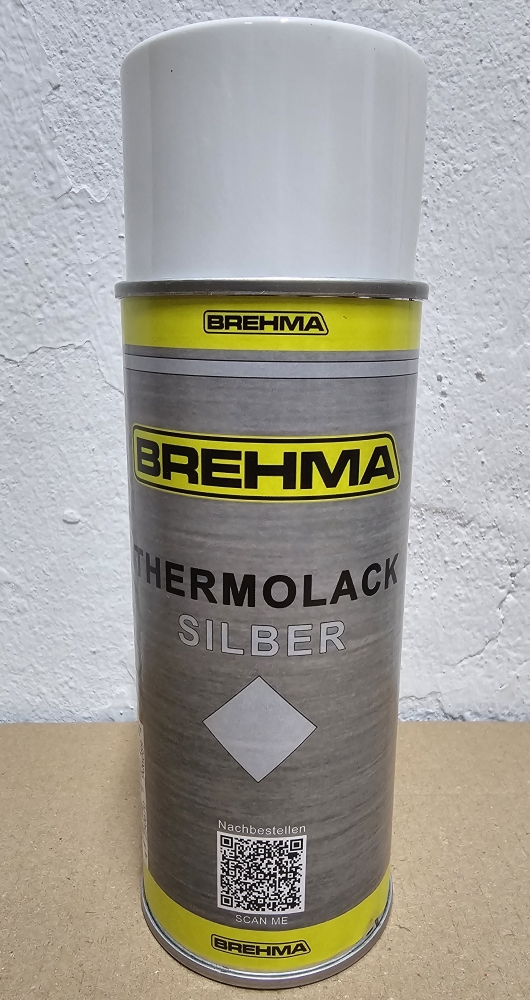 BREHMA
BREHMA
THERMOLACK
SILBER
Nachbestellen
SCAN ME
BREHMA